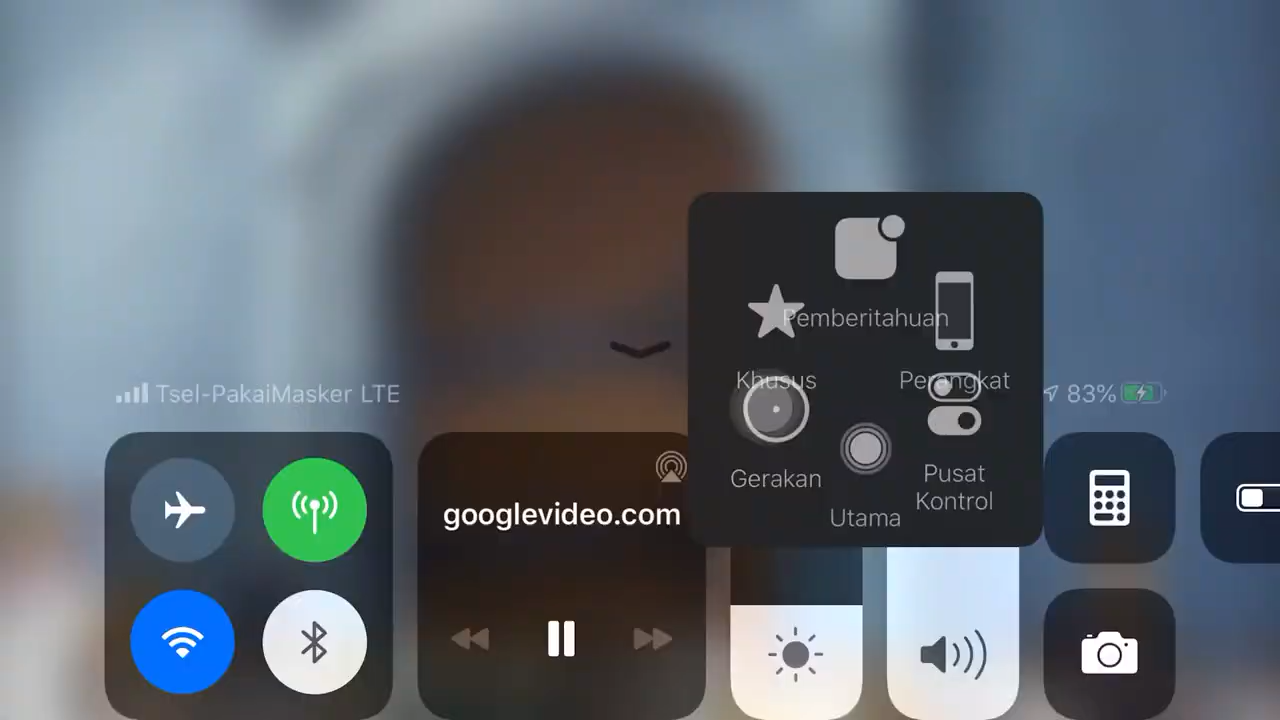 Pemberitahuan
Khusus
Perangkat
Tsel-PakaiMasker LTE
83%
Gerakan
Pusat
Kontrol
Utama
googlevideo.com